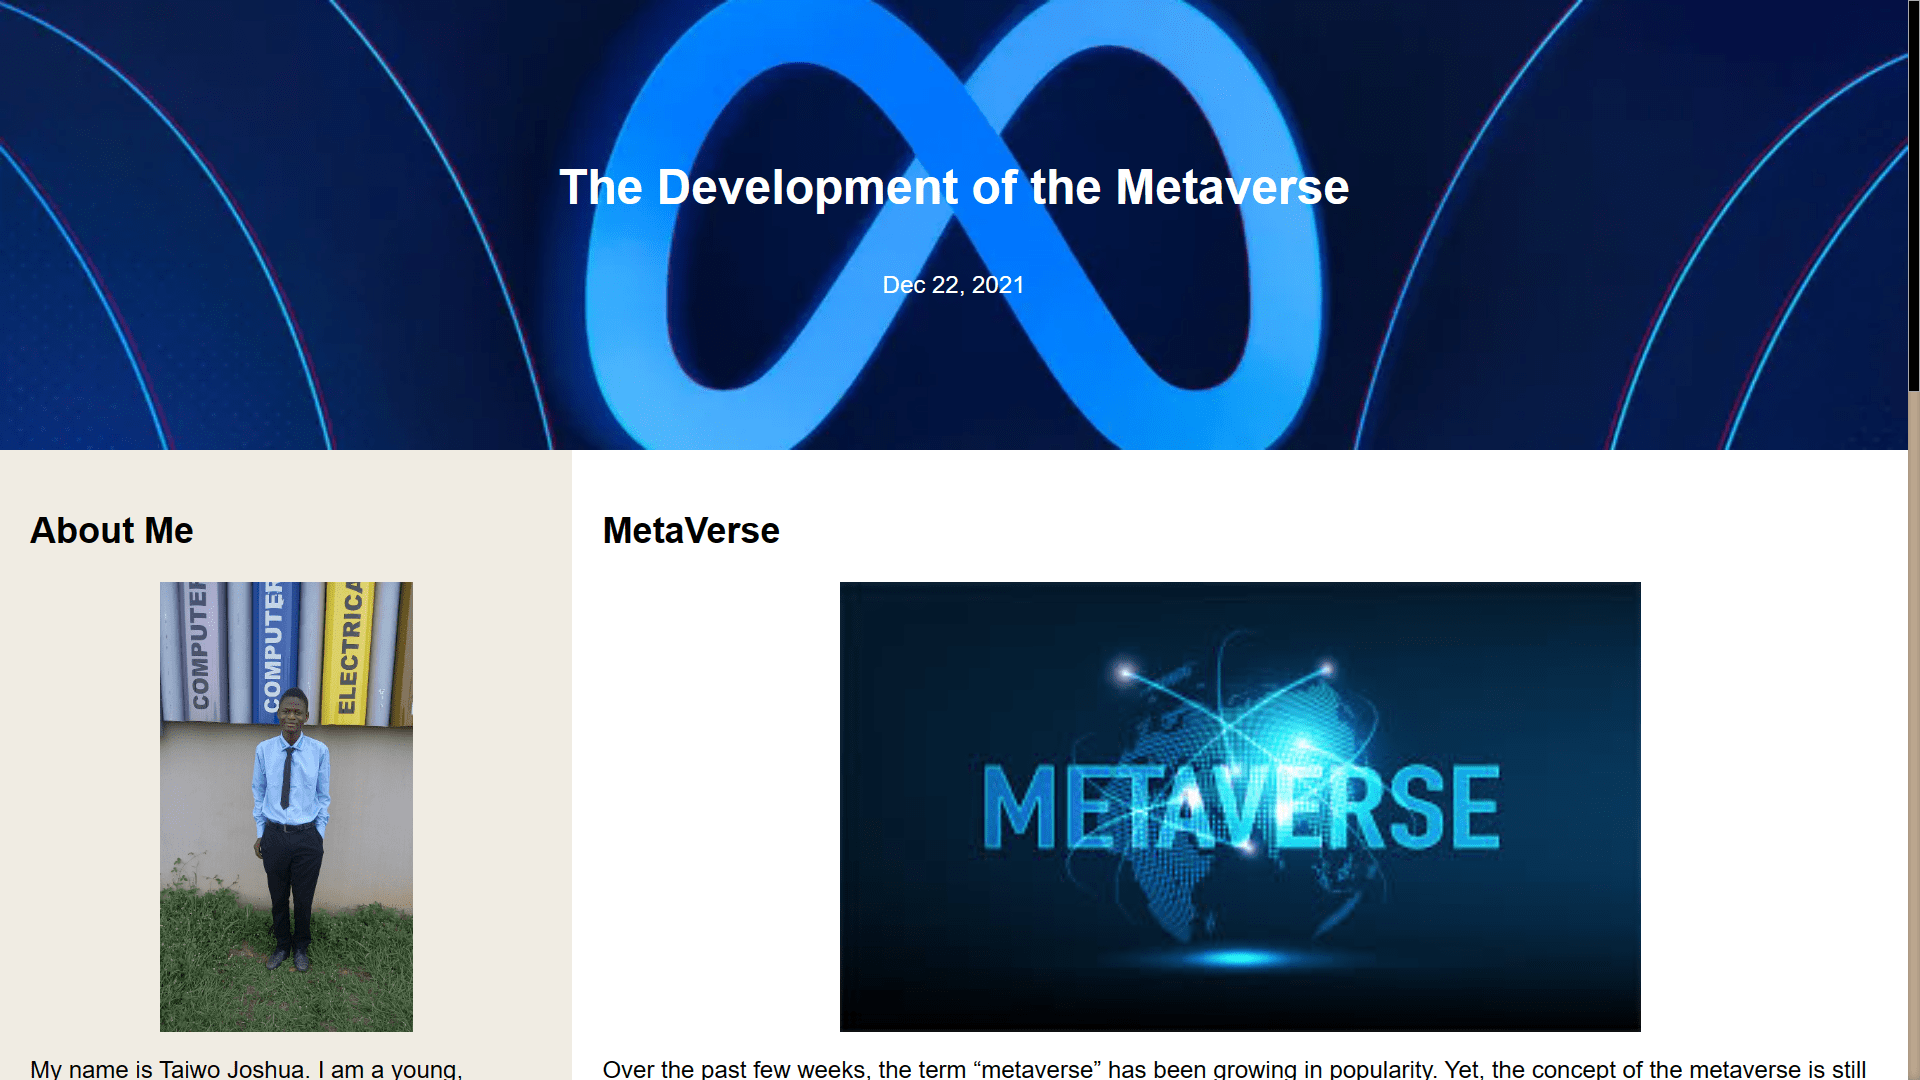 The Development of the Metaverse
Dec 22, 2021
About Me
COMPUTER
COMPUTER
ELECTRICA
My name is Taiwo Joshua. I am a young,
MetaVerse
METAVERSE
Over the past few weeks, the term “metaverse” has been growing in popularity. Yet, the concept of the metaverse is still